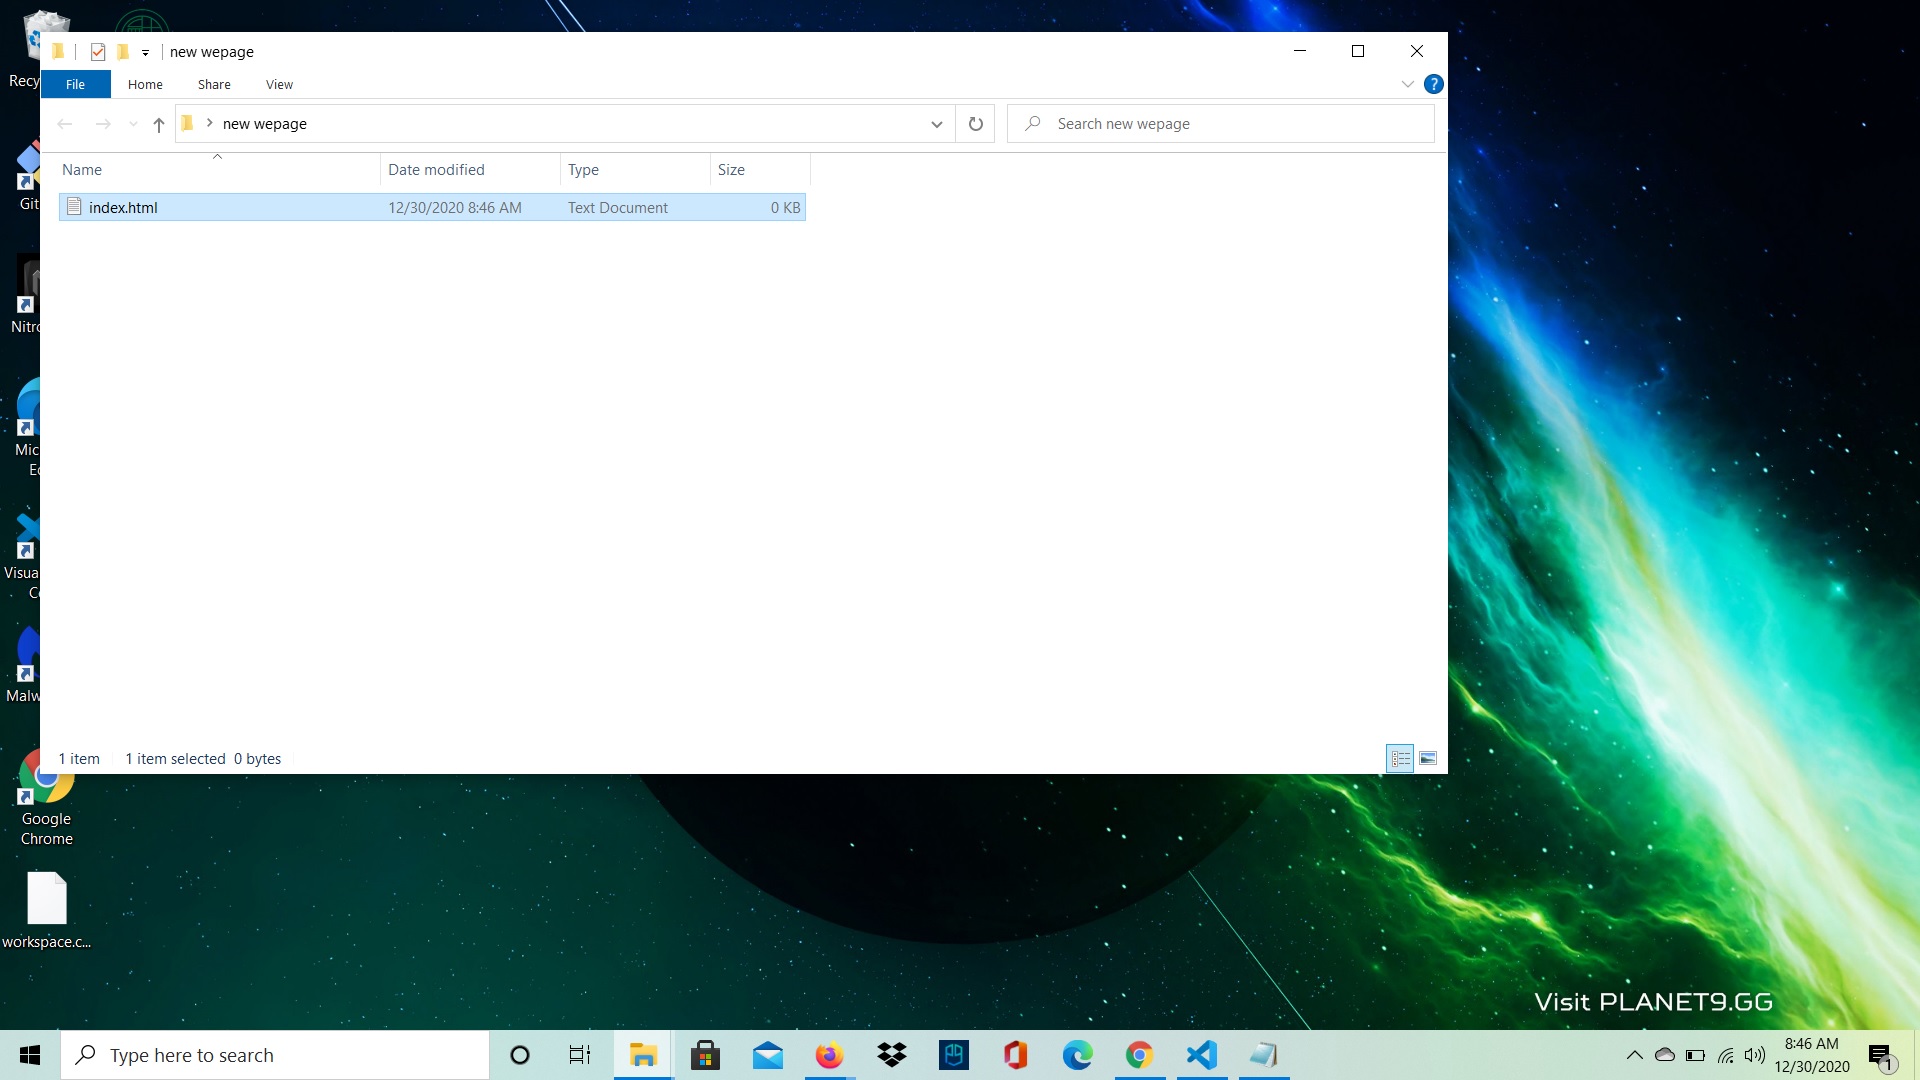 new wepage
File Home Share View
?
new wepage
Search new wepage
Name Date modified Type Size
index.html 12/30/2020 8:46 AM Text Document 0 KB
1 item 1 item selected 0 bytes
Recy
Git
Nitro
Mic
Ed
Visua
Co
Malw
Google
Chrome
workspace.c...
Visit PLANET9.GG
Type here to search
8:46 AM
12/30/2020
1